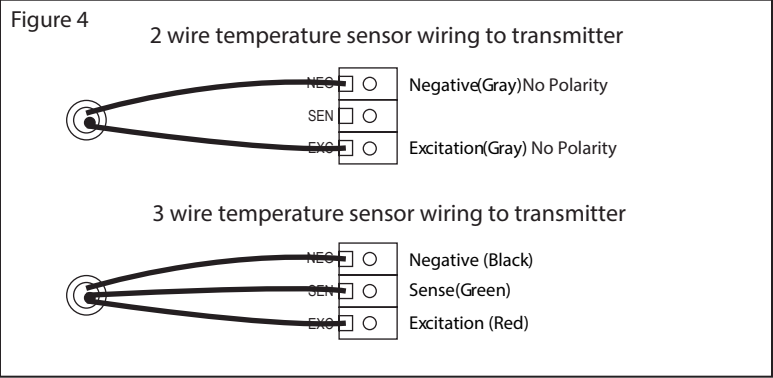 Figure 4
2 wire temperature sensor wiring to transmitter
NEG Negative(Gray)No Polarity
SEN
EXC Excitation(Gray) No Polarity
3 wire temperature sensor wiring to transmitter
NEG Negative (Black)
SEN Sense(Green)
EXC Excitation (Red)